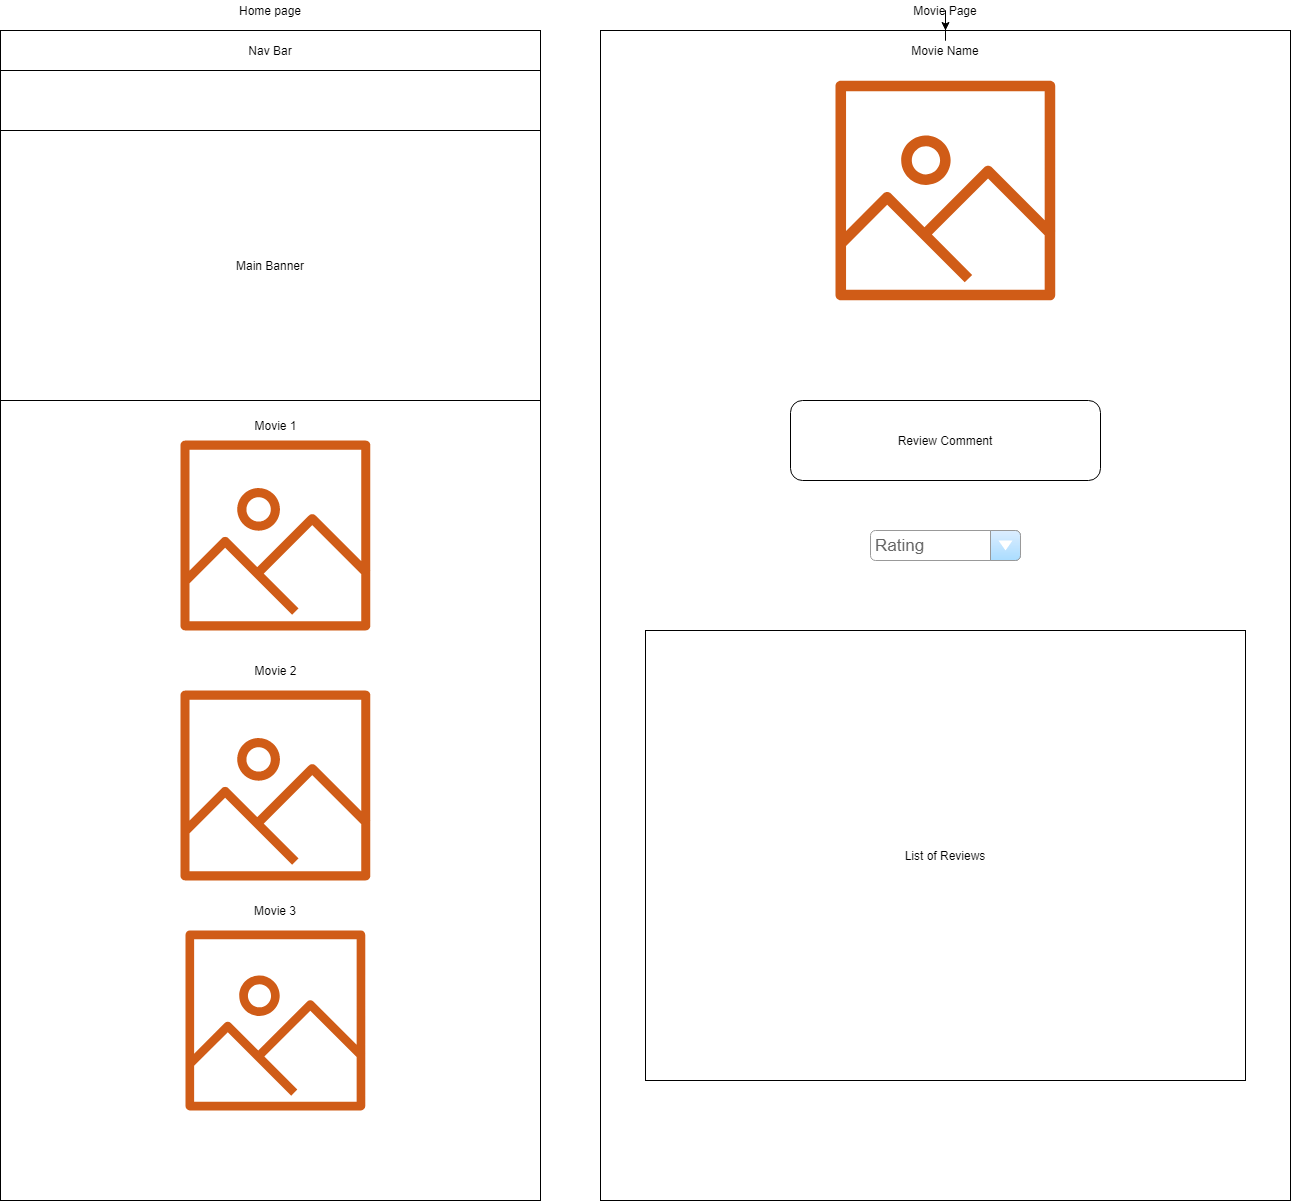 Home page
Nav Bar
Main Banner
Movie 1
Movie 2
Movie 3
Movie Page
Movie Name
Review Comment
Rating
List of Reviews